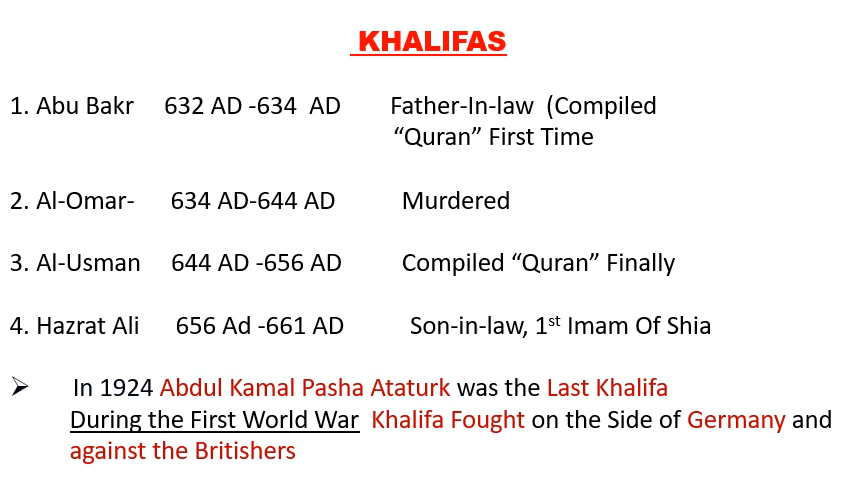 KHALIFAS
1. Abu Bakr 632 AD -634 AD Father-In-law (Compiled
“Quran” First Time
2. Al-Omar- 634 AD-644 AD Murdered
3. Al-Usman 644 AD -656 AD Compiled “Quran” Finally
4. Hazrat Ali 656 Ad -661 AD Son-in-law, 1st Imam Of Shia
➢ In 1924 Abdul Kamal Pasha Ataturk was the Last Khalifa
During the First World War Khalifa Fought on the Side of Germany and
against the Britishers